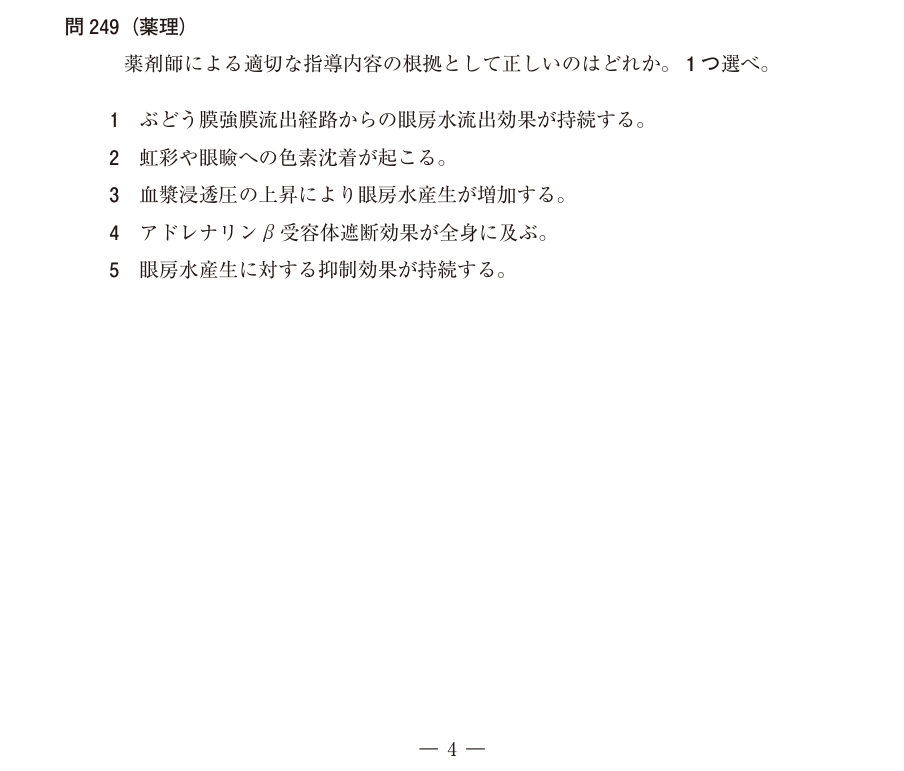 問 249（薬理）
薬剤師による適切な指導内容の根拠として正しいのはどれか。1つ選べ。
1 ぶどう膜強膜流出経路からの眼房水流出効果が持続する。
2 虹彩や眼瞼への色素沈着が起こる。
3 血漿浸透圧の上昇により眼房水産生が増加する。
4 アドレナリンβ受容体遮断効果が全身に及ぶ。
5 眼房水産生に対する抑制効果が持続する。
— 4 —